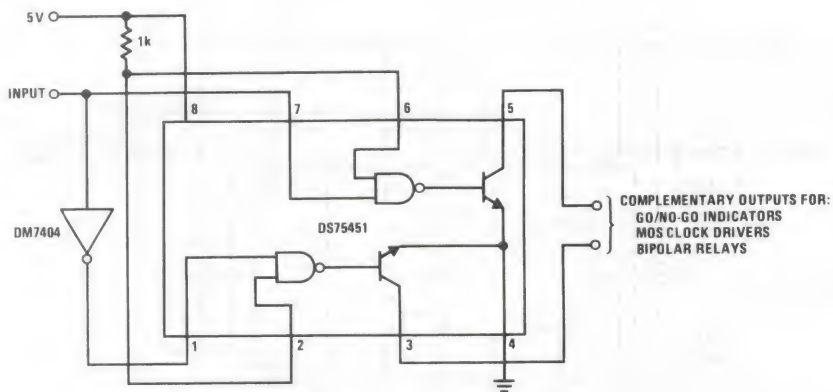 5V
1k
INPUT
8
7
6
5
DM7404
DS75451
COMPLEMENTARY OUTPUTS FOR:
GO/NO-GO INDICATORS
MOS CLOCK DRIVERS
BIPOLAR RELAYS
1
2
3
4